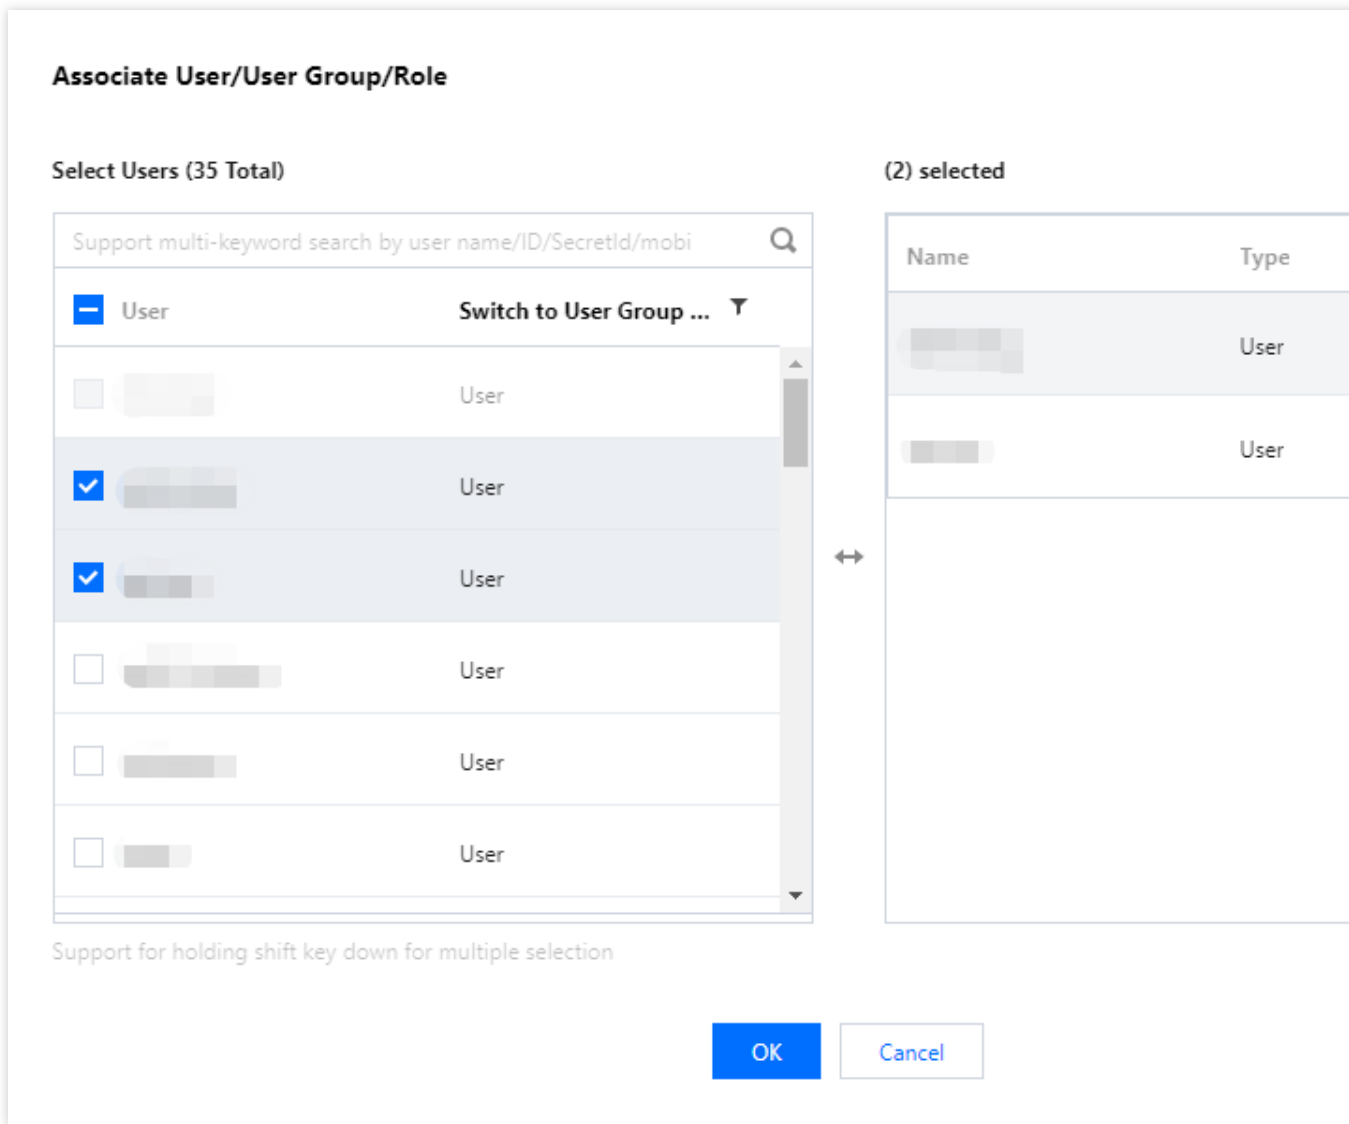 Associate User/User Group/Role
Select Users (35 Total)
(2) selected
Support multi-keyword search by user name/ID/SecretId/mobi
User
Switch to User Group ...
User
User
User
User
User
User
Name
Type
User
User
Support for holding shift key down for multiple selection
OK
Cancel